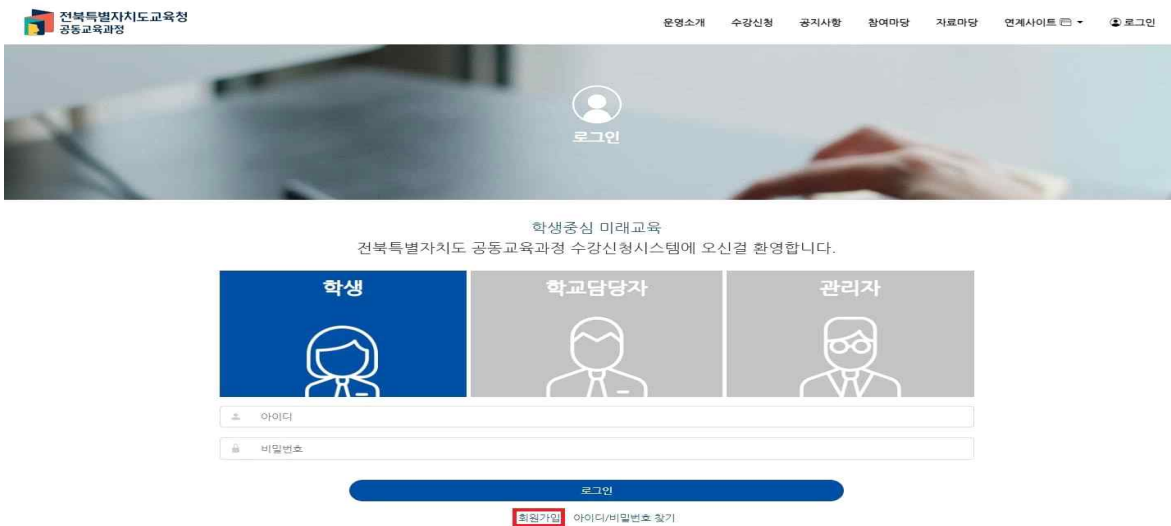 전북특별자치도교육청
공동교육과정
운영소개 수강신청 공지사항 참여마당 자료마당 연계사이트 로그인
로그인
학생중심 미래교육
전북특별자치도 공동교육과정 수강신청시스템에 오신걸 환영합니다.
학생 학교담당자 관리자
아이디
비밀번호
로그인
회원가입 아이디/비밀번호 찾기